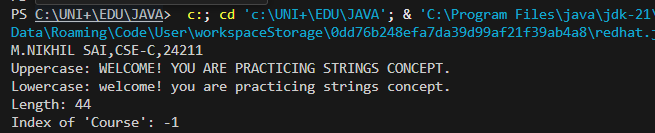 PS C:\UNI+\EDU\JAVA>  c:; cd 'c:\UNI+\EDU\JAVA'; & 'C:\Program Files\java\jdk-21\
Data\Roaming\Code\User\workspaceStorage\0dd76b248efa7da39d99af21f39ab4a8\redhat.j
M.NIKHIL SAI,CSE-C,24211
Uppercase: WELCOME! YOU ARE PRACTICING STRINGS CONCEPT.
Lowercase: welcome! you are practicing strings concept.
Length: 44
Index of 'Course': -1